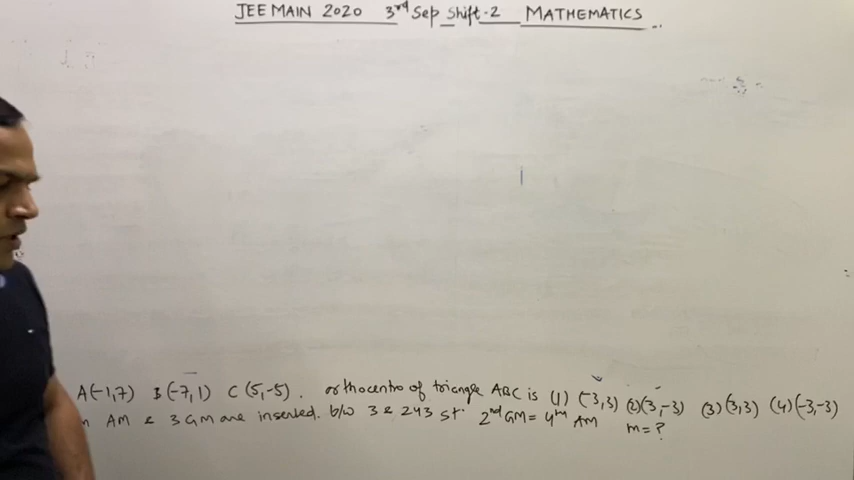 JEE MAIN 2020 3rd Sep Shift-2 MATHEMATICS
A(-1,7) B(-7,1) C(5,-5). orthocentro of triangle ABC is (1) (-3,3) (2)(3,-3) (3)(3,3) (4)(-3,-3)
AM & 3 GM are inserted. b/w 3 & 243 st. 2nd GM = 4th AM m=?